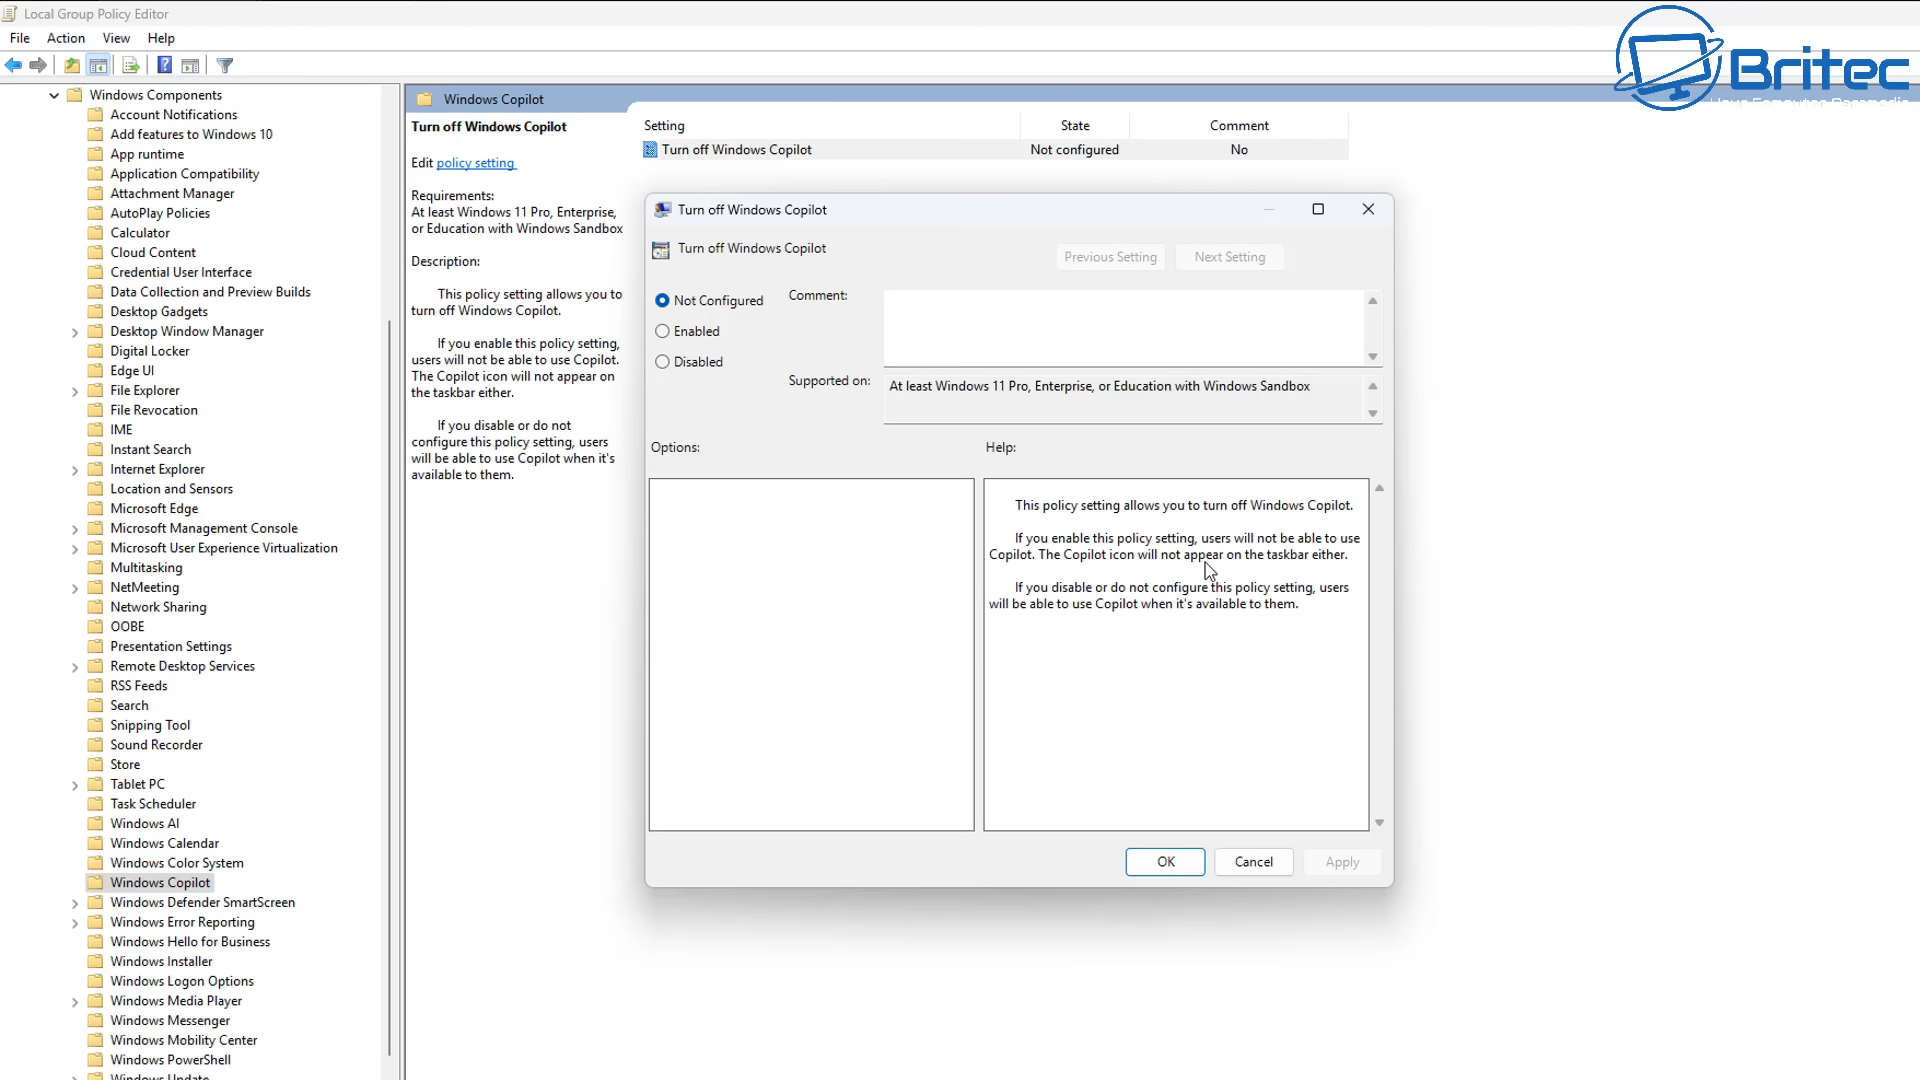 Local Group Policy Editor
File Action View Help
Britec
Windows Components
Account Notifications
Add features to Windows 10
App runtime
Application Compatibility
Attachment Manager
AutoPlay Policies
Calculator
Cloud Content
Credential User Interface
Data Collection and Preview Builds
Desktop Gadgets
Desktop Window Manager
Digital Locker
Edge UI
File Explorer
File Revocation
IME
Instant Search
Internet Explorer
Location and Sensors
Microsoft Edge
Microsoft Management Console
Microsoft User Experience Virtualization
Multitasking
NetMeeting
Network Sharing
OOBE
Presentation Settings
Remote Desktop Services
RSS Feeds
Search
Snipping Tool
Sound Recorder
Store
Tablet PC
Task Scheduler
Windows AI
Windows Calendar
Windows Color System
Windows Copilot
Windows Defender SmartScreen
Windows Error Reporting
Windows Hello for Business
Windows Installer
Windows Logon Options
Windows Media Player
Windows Messenger
Windows Mobility Center
Windows PowerShell
Windows Update
Windows Copilot
Turn off Windows Copilot
Edit policy setting
Requirements:
At least Windows 11 Pro, Enterprise,
or Education with Windows Sandbox
Description:
This policy setting allows you to
turn off Windows Copilot.
If you enable this policy setting,
users will not be able to use Copilot.
The Copilot icon will not appear on
the taskbar either.
If you disable or do not
configure this policy setting, users
will be able to use Copilot when it's
available to them.
Setting State Comment
Turn off Windows Copilot Not configured No
Turn off Windows Copilot
Turn off Windows Copilot
Previous Setting Next Setting
Not Configured
Enabled
Disabled
Comment:
Supported on: At least Windows 11 Pro, Enterprise, or Education with Windows Sandbox
Options: Help:
This policy setting allows you to turn off Windows Copilot.
If you enable this policy setting, users will not be able to use
Copilot. The Copilot icon will not appear on the taskbar either.
If you disable or do not configure this policy setting, users
will be able to use Copilot when it's available to them.
OK Cancel Apply